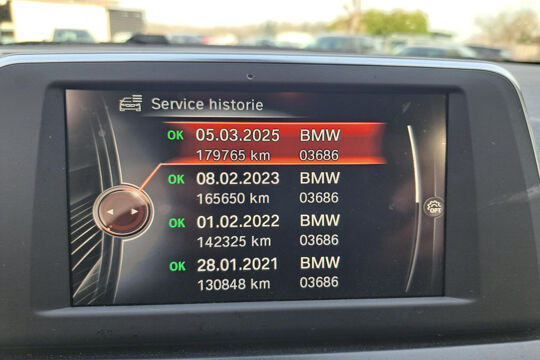 Service historie
OK 05.03.2025 BMW
179765 km 03686
OK 08.02.2023 BMW
165650 km 03686
OK 01.02.2022 BMW
142325 km 03686
OK 28.01.2021 BMW
130848 km 03686